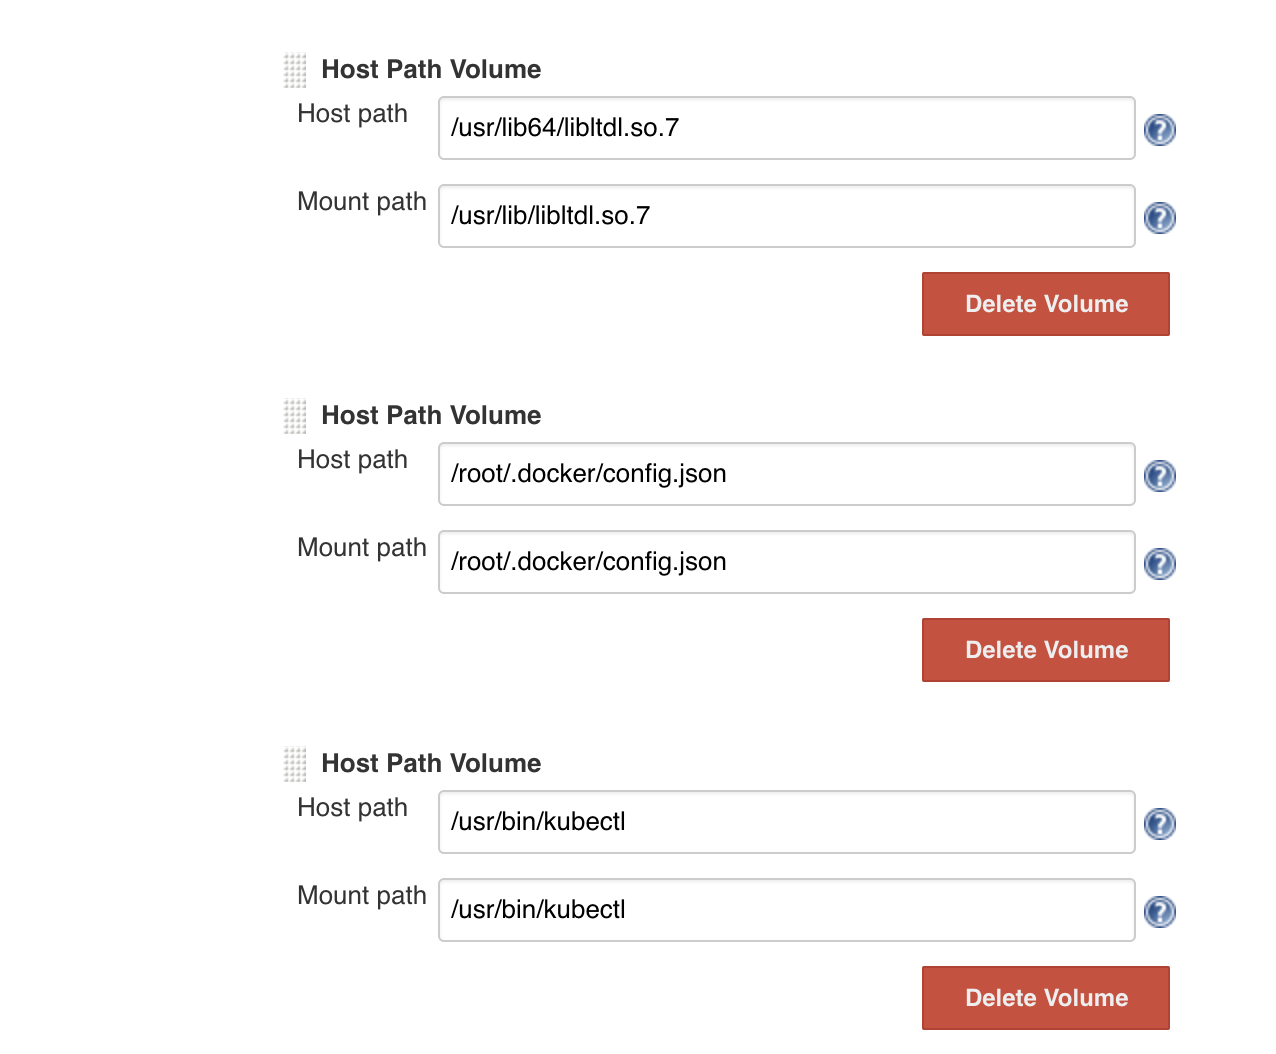 Host Path Volume
Host path /usr/lib64/libltdl.so.7
Mount path /usr/lib/libltdl.so.7
Delete Volume
Host Path Volume
Host path /root/.docker/config.json
Mount path /root/.docker/config.json
Delete Volume
Host Path Volume
Host path /usr/bin/kubectl
Mount path /usr/bin/kubectl
Delete Volume